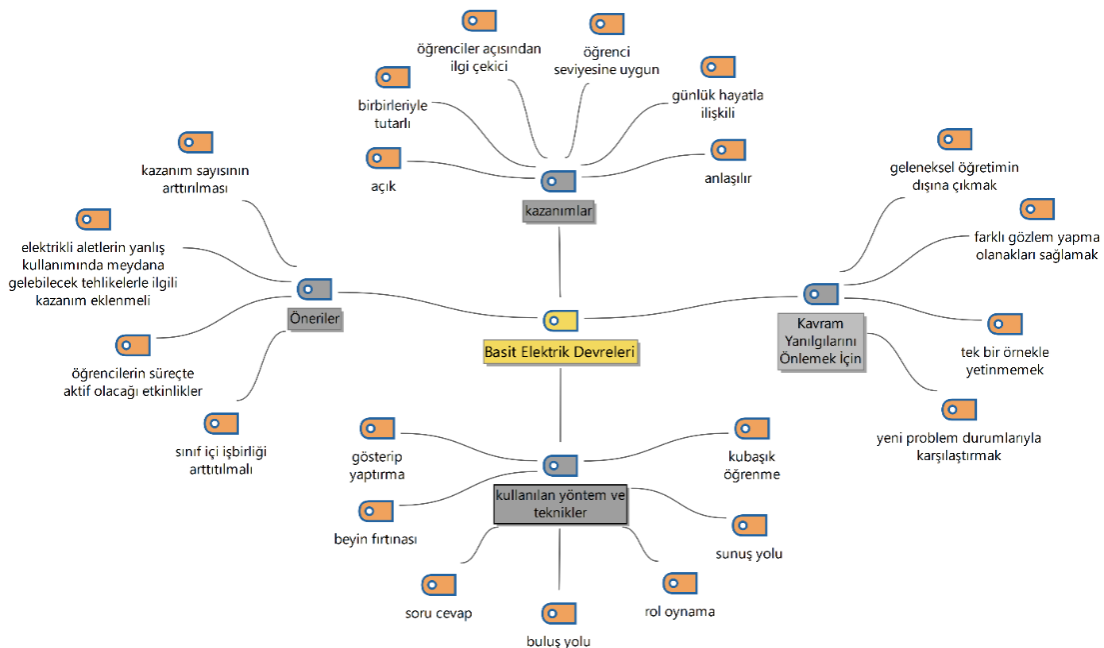 öğrenciler açısından
ilgi çekici
öğrenci
seviyesine uygun
birbirleriyle
tutarlı
günlük hayatla
ilişkili
açık
anlaşılır
kazanımlar
kazanım sayısının
arttırılması
elektrikli aletlerin yanlış
kullanımında meydana
gelebilecek tehlikelerle ilgili
kazanım eklenmeli
Öneriler
öğrencilerin süreçte
aktif olacağı etkinlikler
sınıf içi işbirliği
arttıtılmalı
Basit Elektrik Devreleri
geleneksel öğretimin
dışına çıkmak
farklı gözlem yapma
olanakları sağlamak
Kavram
Yanılgılarını
Önlemek İçin
tek bir örnekle
yetinmemek
yeni problem durumlarıyla
karşılaştırmak
gösterip
yaptırma
kubaşık
öğrenme
kullanılan yöntem ve
teknikler
beyin fırtınası
sunuş yolu
soru cevap
rol oynama
buluş yolu